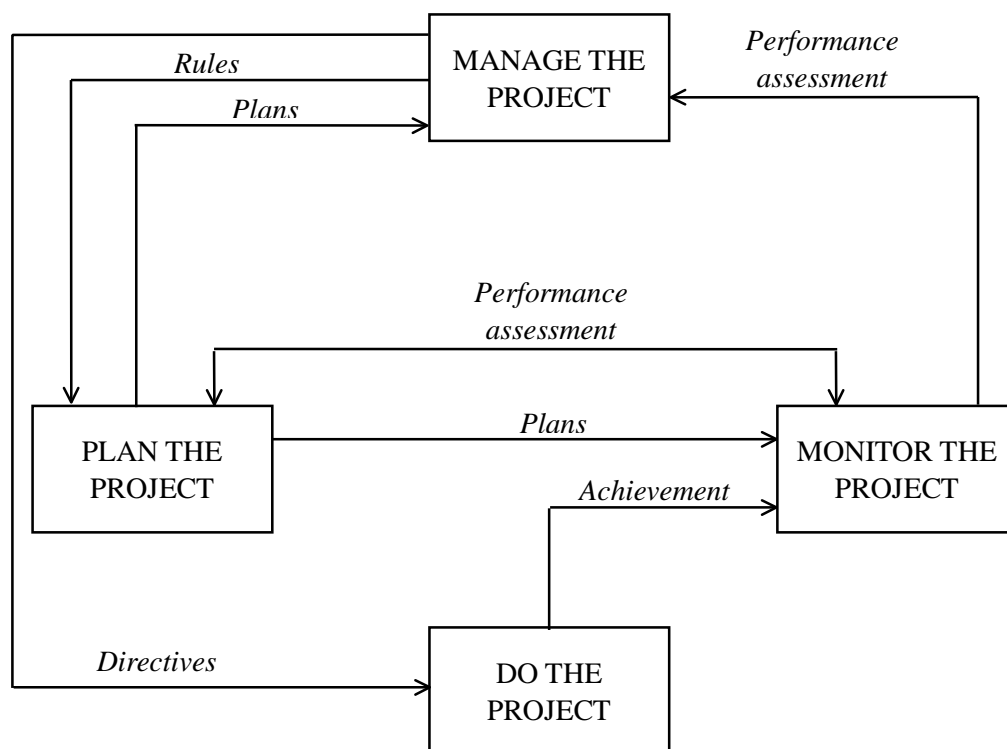 MANAGE THE
PROJECT
Performance
assessment
Rules
Plans
Performance
assessment
PLAN THE
PROJECT
Plans
MONITOR THE
PROJECT
Achievement
Directives
DO THE
PROJECT